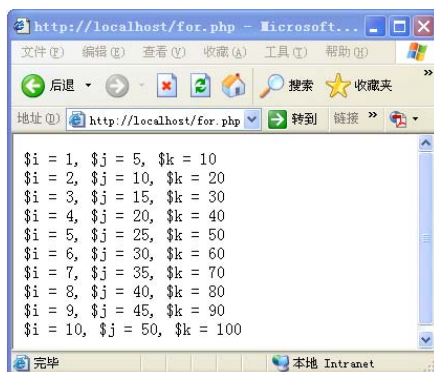 http://localhost/for.php - Microsoft...
文件(F) 编辑(E) 查看(V) 收藏(A) 工具(T) 帮助(H)
后退 搜索 收藏夹 »
地址(D) http://localhost/for.php 转到 链接 »
$i = 1, $j = 5, $k = 10
$i = 2, $j = 10, $k = 20
$i = 3, $j = 15, $k = 30
$i = 4, $j = 20, $k = 40
$i = 5, $j = 25, $k = 50
$i = 6, $j = 30, $k = 60
$i = 7, $j = 35, $k = 70
$i = 8, $j = 40, $k = 80
$i = 9, $j = 45, $k = 90
$i = 10, $j = 50, $k = 100
完毕 本地 Intranet